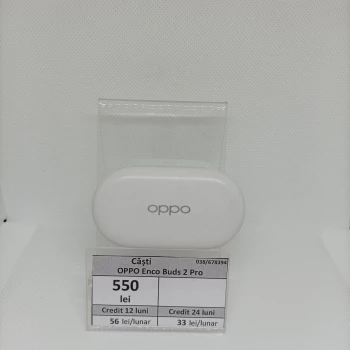 oppo
Căști 038/678394
OPPO Enco Buds 2 Pro
550
lei
Credit 12 luni Credit 24 luni
56 lei/lunar 33 lei/lunar